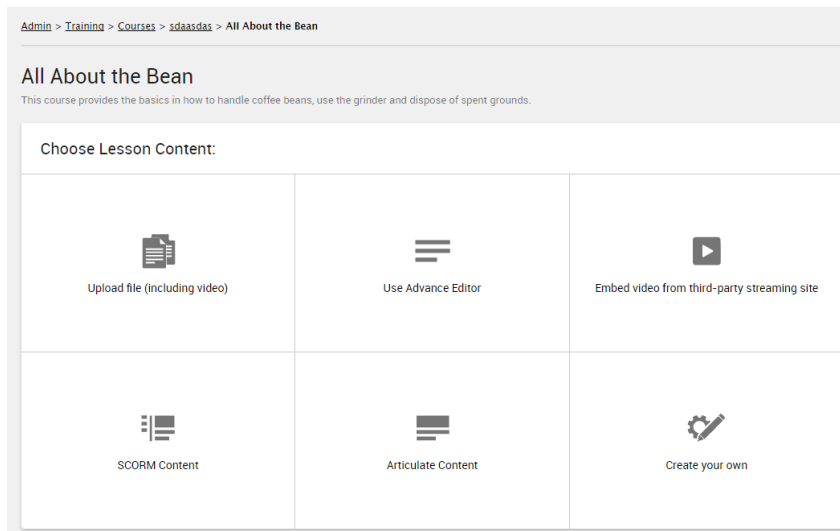 Admin > Training > Courses > sdaasdas > All About the Bean
All About the Bean
This course provides the basics in how to handle coffee beans, use the grinder and dispose of spent grounds.
Choose Lesson Content:
Upload file (including video)
Use Advance Editor
Embed video from third-party streaming site
SCORM Content
Articulate Content
Create your own